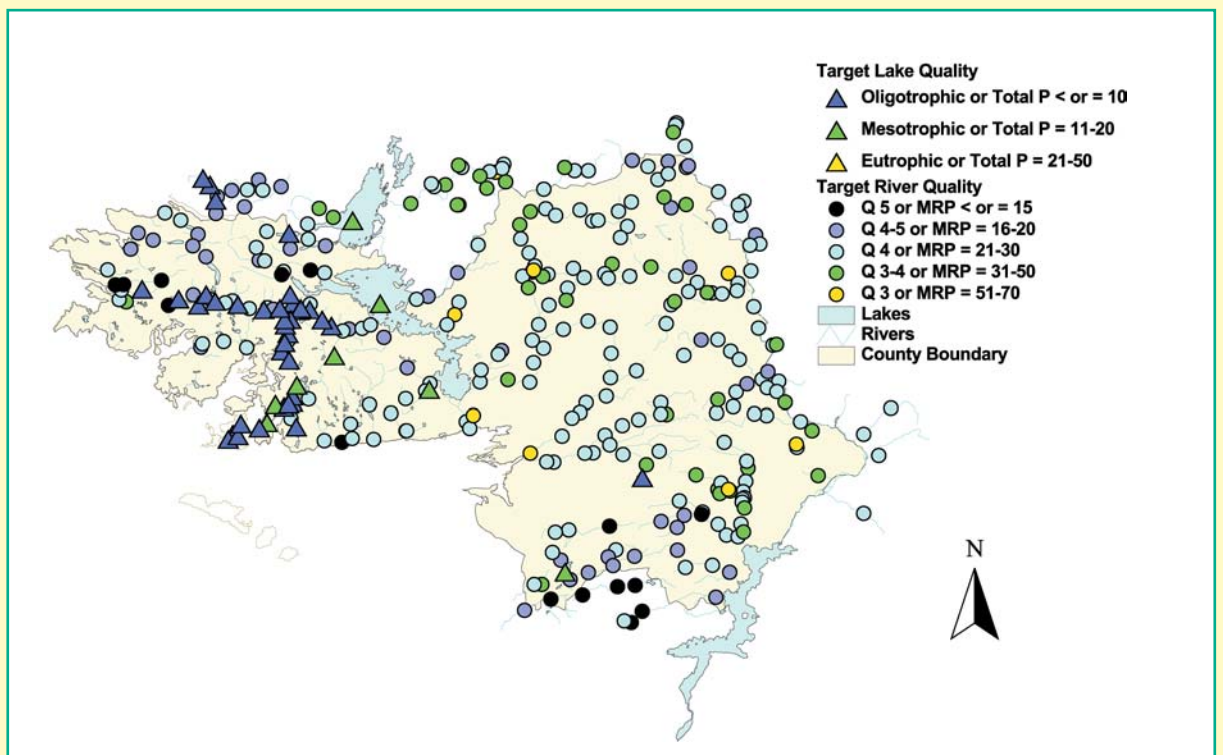 Target Lake Quality
Oligotrophic or Total P < or = 10
Mesotrophic or Total P = 11-20
Eutrophic or Total P = 21-50
Target River Quality
Q 5 or MRP < or = 15
Q 4-5 or MRP = 16-20
Q 4 or MRP = 21-30
Q 3-4 or MRP = 31-50
Q 3 or MRP = 51-70
Lakes
Rivers
County Boundary
N